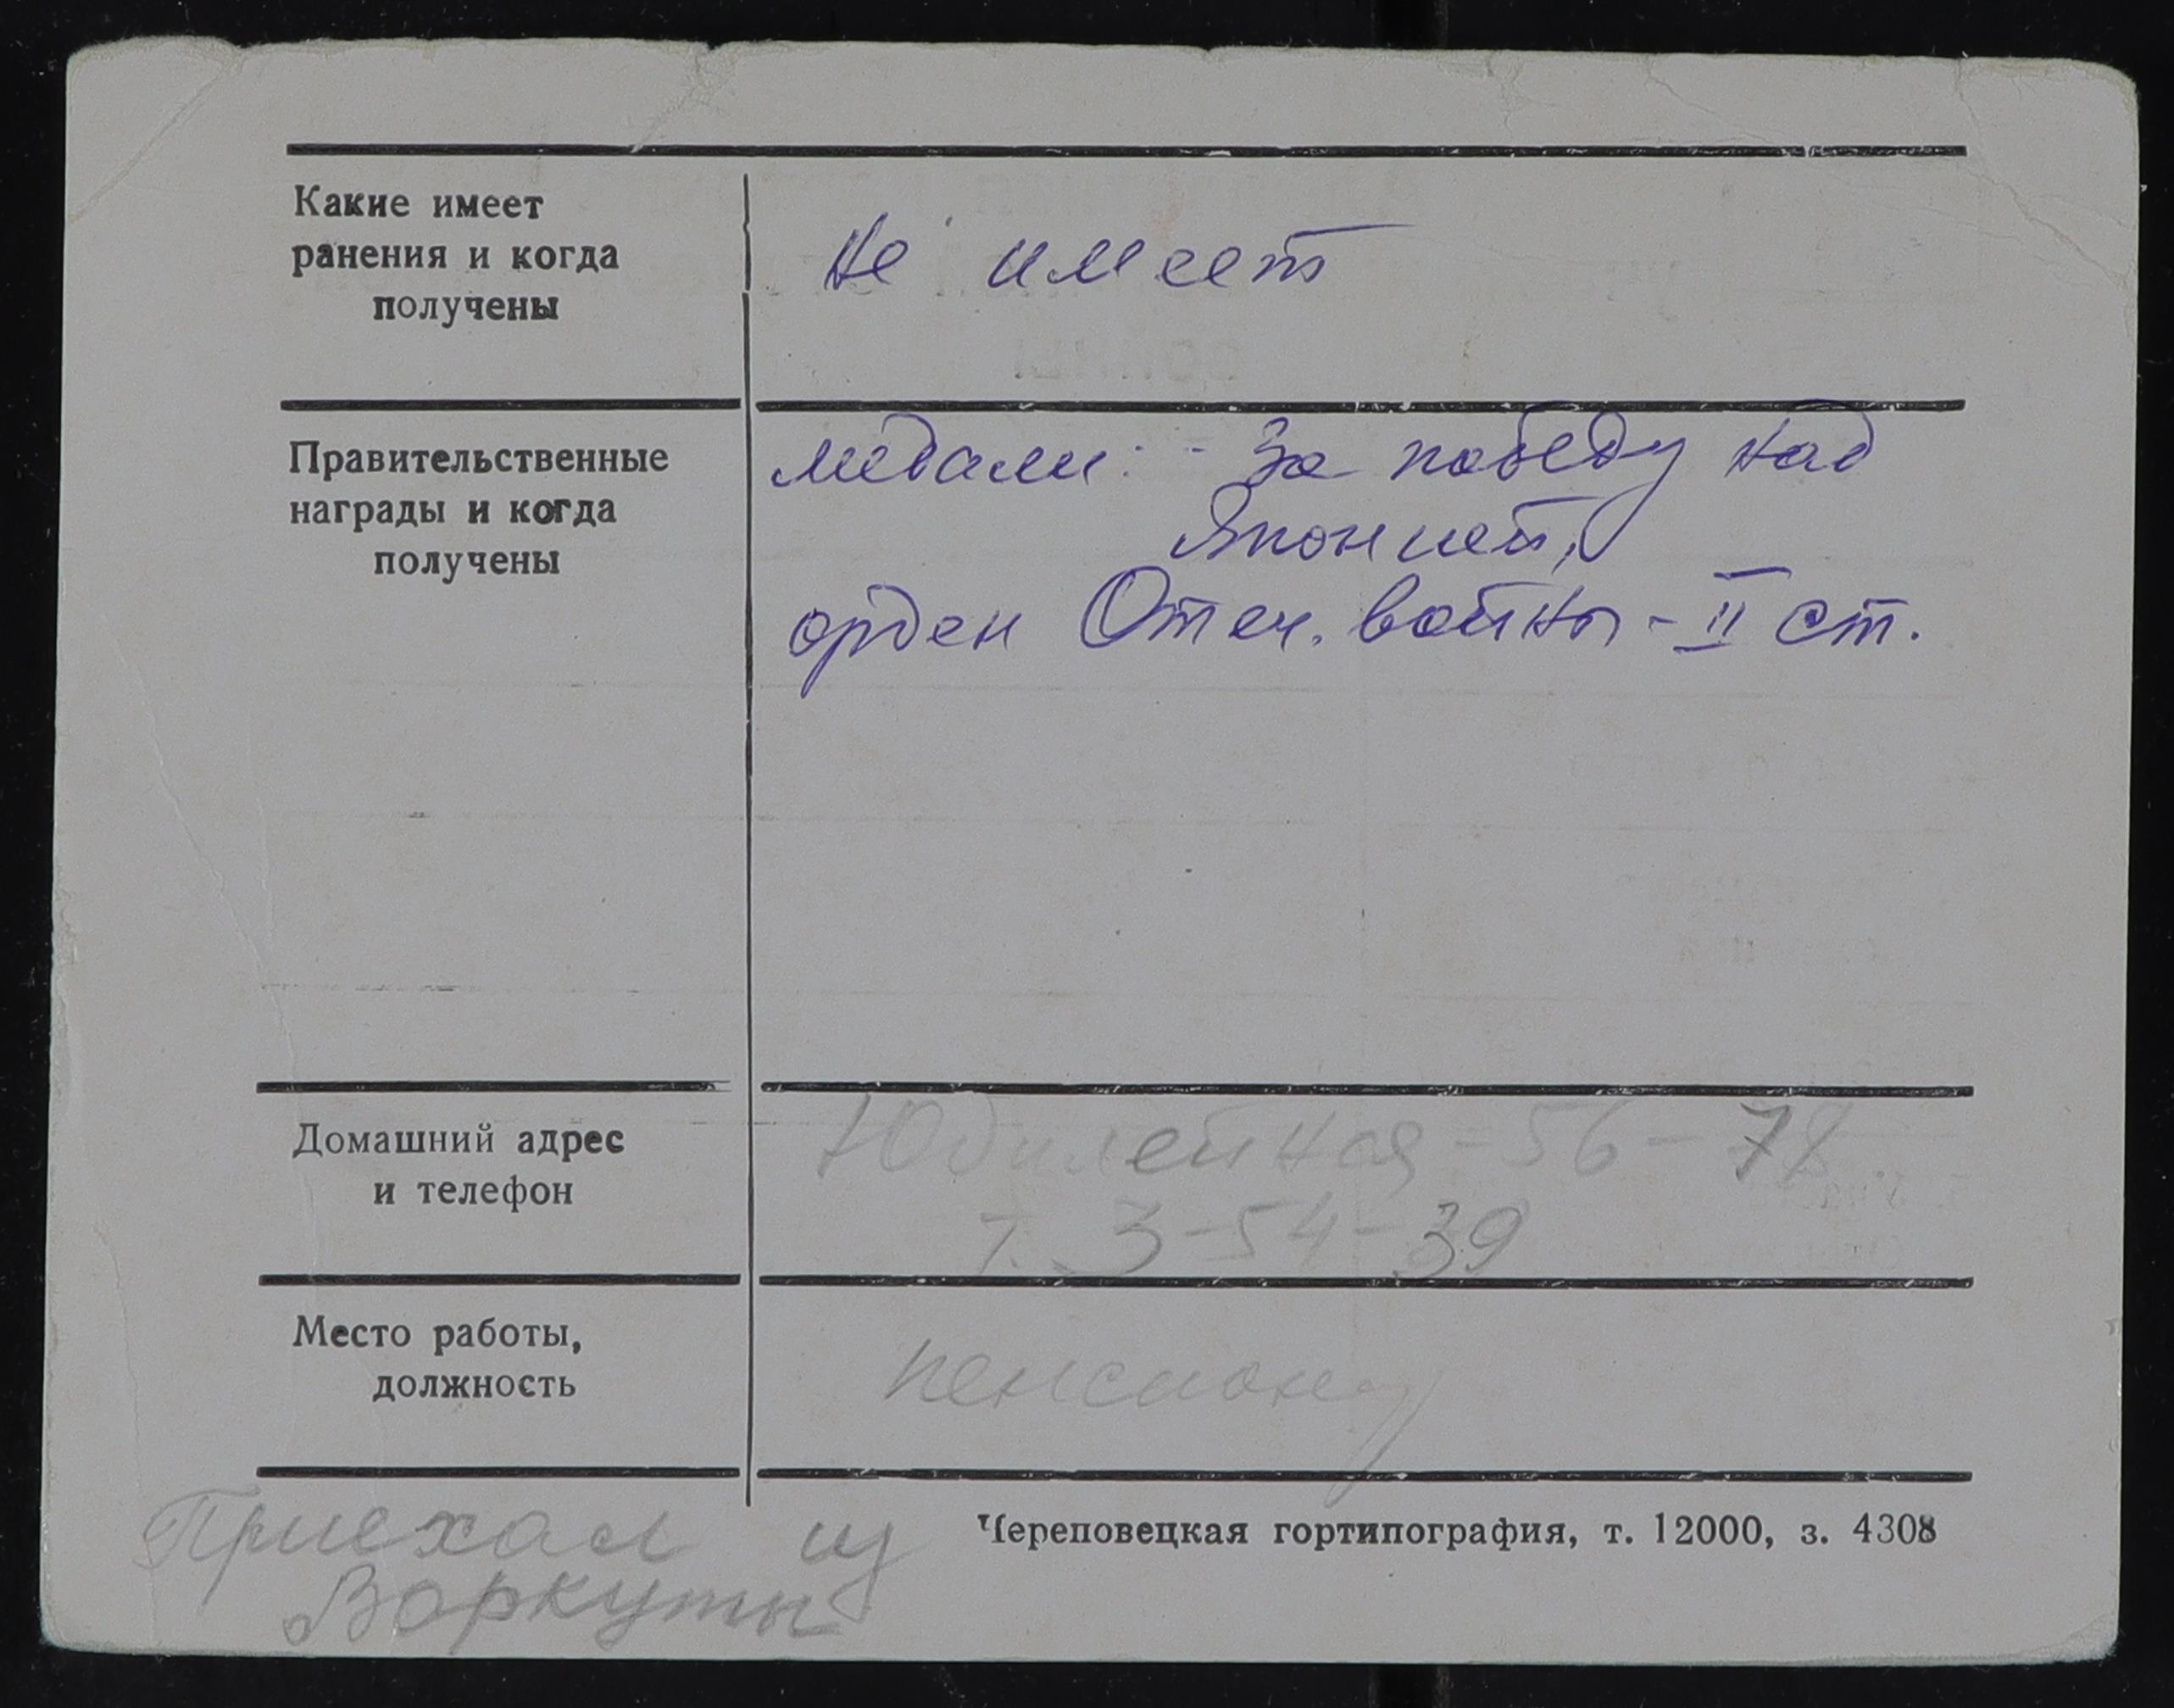 Какие имеет
ранения и когда
получены
не имеет
Правительственные
награды и когда
получены
медали: - За победу над
Японией,
орден Отеч. войны - II ст.
Домашний адрес
и телефон
Юбилейная - 56 - 78
т. 3-54-39
Место работы,
должность
Приехал из
Воркуты
Череповецкая гортипография, т. 12000, з. 4308